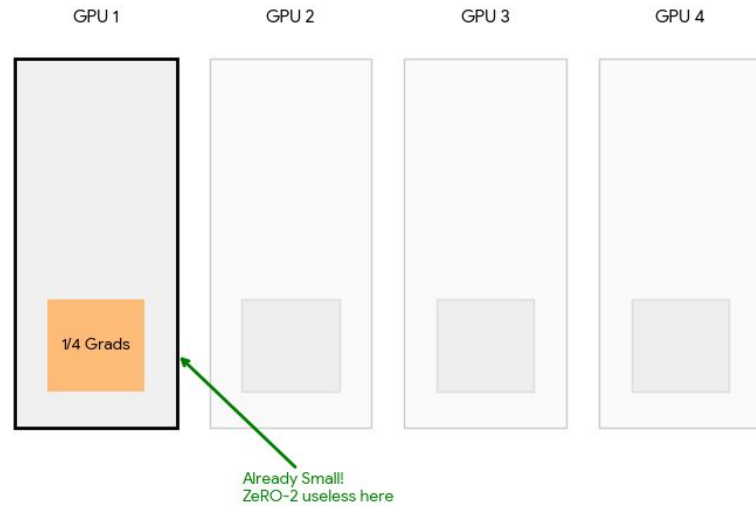 GPU 1
GPU 2
GPU 3
GPU 4
1/4 Grads
Already Small!
ZeRO-2 useless here